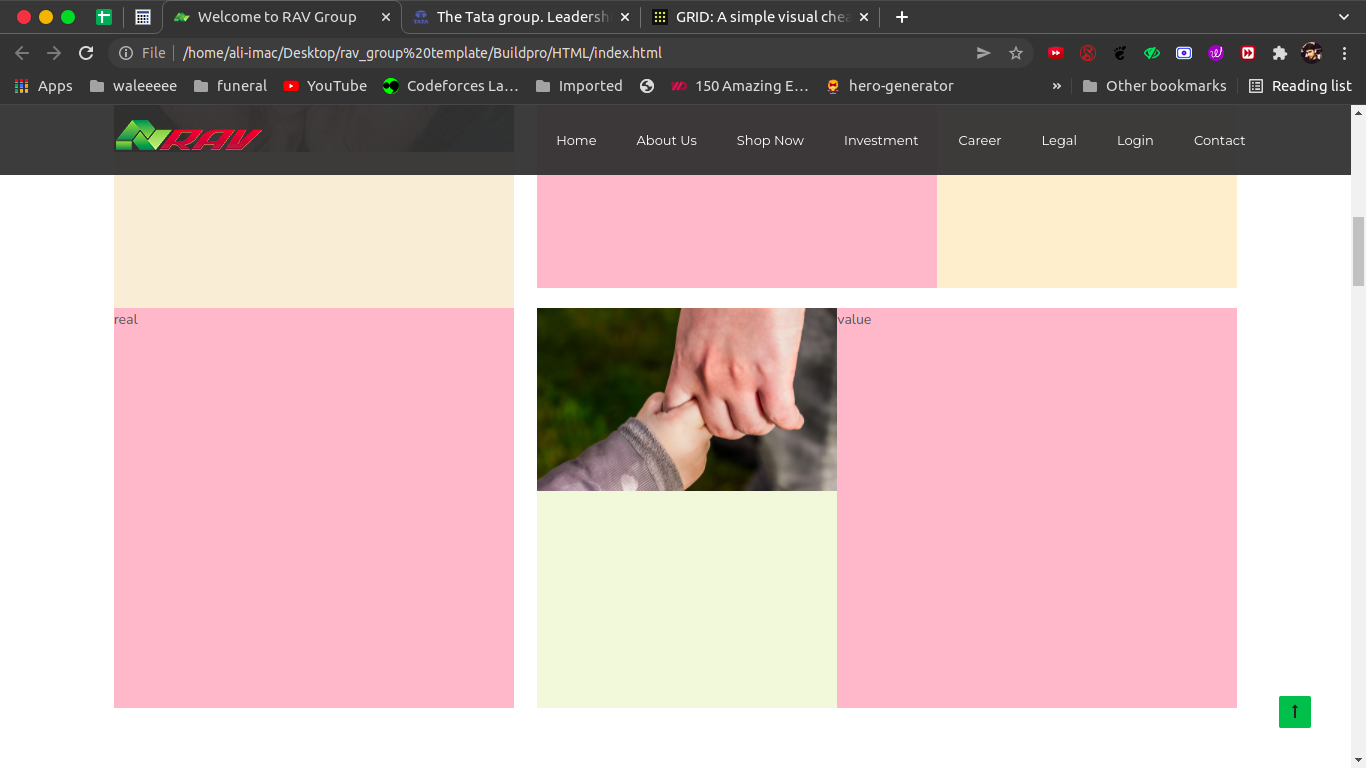 Welcome to RAV Group
The Tata group. Leadersh
GRID: A simple visual chea
File
/home/ali-imac/Desktop/rav_group%20template/Buildpro/HTML/index.html
Apps
waleeeee
funeral
YouTube
Codeforces La…
Imported
150 Amazing E…
hero-generator
»
Other bookmarks
Reading list
RAV
Home
About Us
Shop Now
Investment
Career
Legal
Login
Contact
real
value